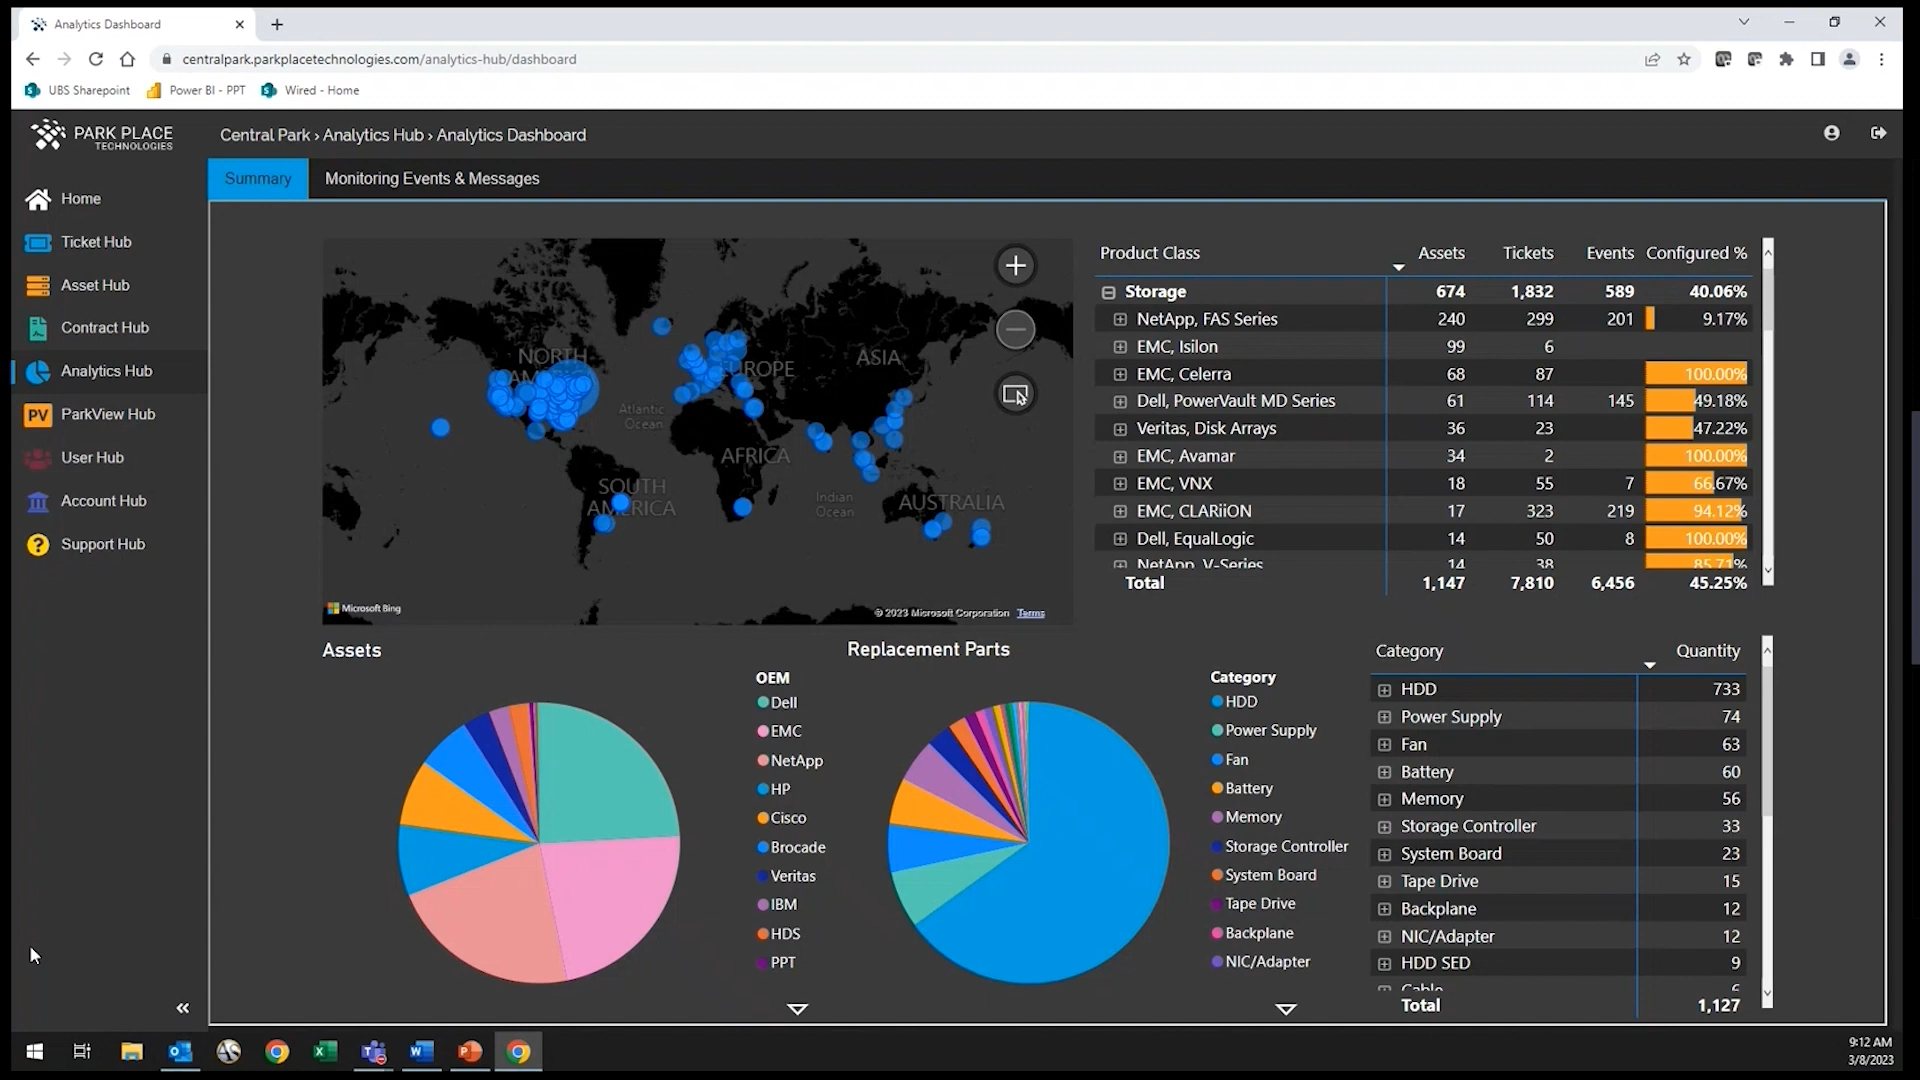 Analytics Dashboard
centralpark.parkplacetechnologies.com/analytics-hub/dashboard
UBS Sharepoint
Power BI - PPT
Wired - Home
PARK PLACE
TECHNOLOGIES
Central Park › Analytics Hub › Analytics Dashboard
Summary
Monitoring Events & Messages
Home
Ticket Hub
Asset Hub
Contract Hub
Analytics Hub
PV ParkView Hub
User Hub
Account Hub
? Support Hub
NORTH
AMERICA
Atlantic
Ocean
EUROPE
ASIA
AFRICA
SOUTH
AMERICA
Indian
Ocean
AUSTRALIA
Microsoft Bing
© 2023 Microsoft Corporation Terms
Product Class Assets Tickets Events Configured %
Storage 674 1,832 589 40.06%
NetApp, FAS Series 240 299 201 9.17%
EMC, Isilon 99 6
EMC, Celerra 68 87 100.00%
Dell, PowerVault MD Series 61 114 145 49.18%
Veritas, Disk Arrays 36 23 47.22%
EMC, Avamar 34 2 100.00%
EMC, VNX 18 55 7 66.67%
EMC, CLARiiON 17 323 219 94.12%
Dell, EqualLogic 14 50 8 100.00%
NetApp, V-Series 14 38 85.71%
Total 1,147 7,810 6,456 45.25%
Assets
OEM
Dell
EMC
NetApp
HP
Cisco
Brocade
Veritas
IBM
HDS
PPT
Replacement Parts
Category
HDD
Power Supply
Fan
Battery
Memory
Storage Controller
System Board
Tape Drive
Backplane
NIC/Adapter
Category Quantity
HDD 733
Power Supply 74
Fan 63
Battery 60
Memory 56
Storage Controller 33
System Board 23
Tape Drive 15
Backplane 12
NIC/Adapter 12
HDD SED 9
Cable 6
Total 1,127
9:12 AM
3/8/2023